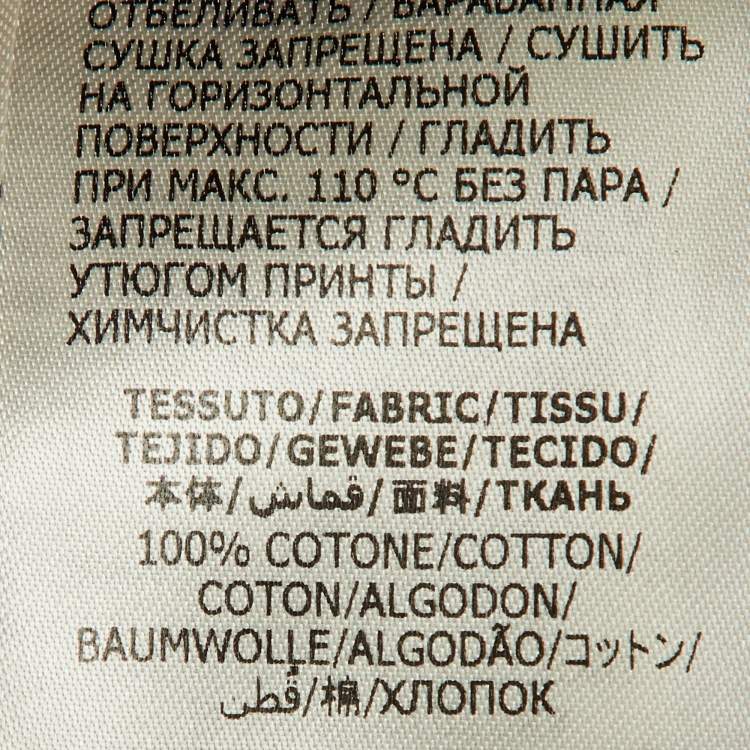 ОТБЕЛИВАТЬ / БАРАБАННАЯ
СУШКА ЗАПРЕЩЕНА / СУШИТЬ
НА ГОРИЗОНТАЛЬНОЙ
ПОВЕРХНОСТИ / ГЛАДИТЬ
ПРИ МАКС. 110 °C БЕЗ ПАРА /
ЗАПРЕЩАЕТСЯ ГЛАДИТЬ
УТЮГОМ ПРИНТЫ /
ХИМЧИСТКА ЗАПРЕЩЕНА
TESSUTO/FABRIC/TISSU/
TEJIDO/GEWEBE/TECIDO/
本体/قماش/面料/ТКАНЬ
100% COTONE/COTTON/
COTON/ALGODON/
BAUMWOLLE/ALGODÃO/コットン/
قُطن/棉/ХЛОПОК